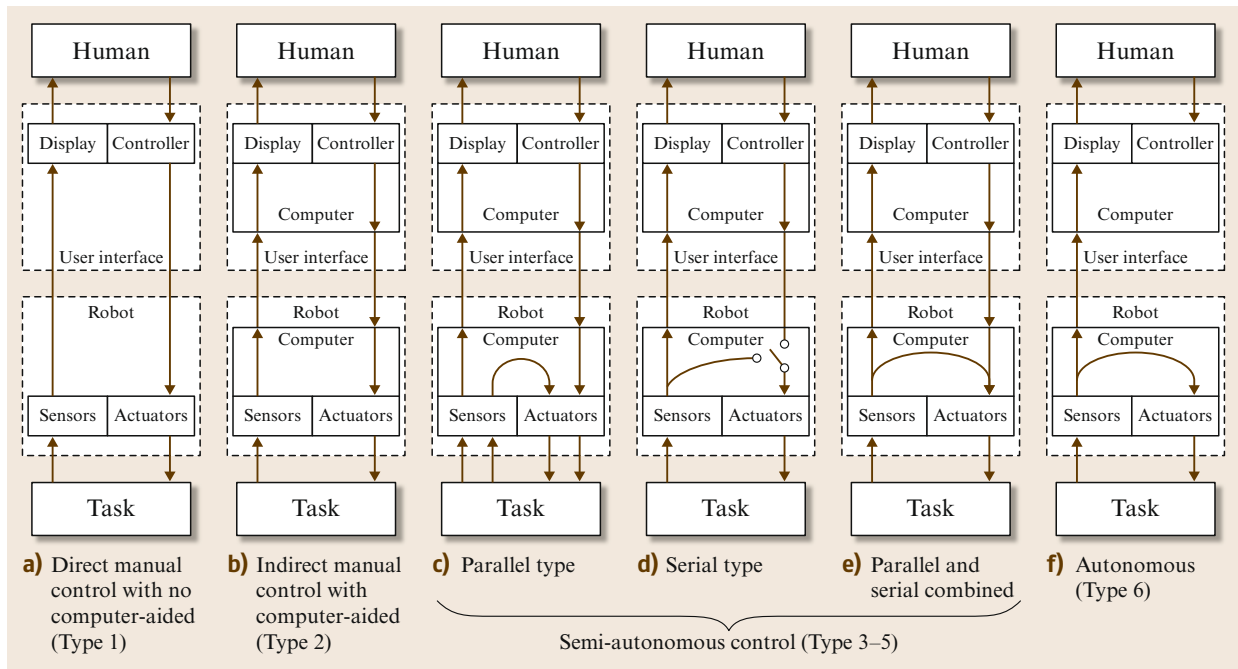 Human
Display Controller
User interface
Robot
Sensors Actuators
Task
a) Direct manual
control with no
computer-aided
(Type 1)
Human
Display Controller
Computer
User interface
Robot
Computer
Sensors Actuators
Task
b) Indirect manual
control with
computer-aided
(Type 2)
Human
Display Controller
Computer
User interface
Robot
Computer
Sensors Actuators
Task
c) Parallel type
Human
Display Controller
Computer
User interface
Robot
Computer
Sensors Actuators
Task
d) Serial type
Human
Display Controller
Computer
User interface
Robot
Computer
Sensors Actuators
Task
e) Parallel and
serial combined
Semi-autonomous control (Type 3–5)
Human
Display Controller
Computer
User interface
Robot
Computer
Sensors Actuators
Task
f) Autonomous
(Type 6)